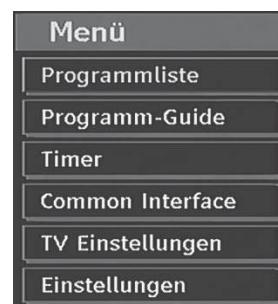 Menü
Programmliste
Programm-Guide
Timer
Common Interface
TV Einstellungen
Einstellungen